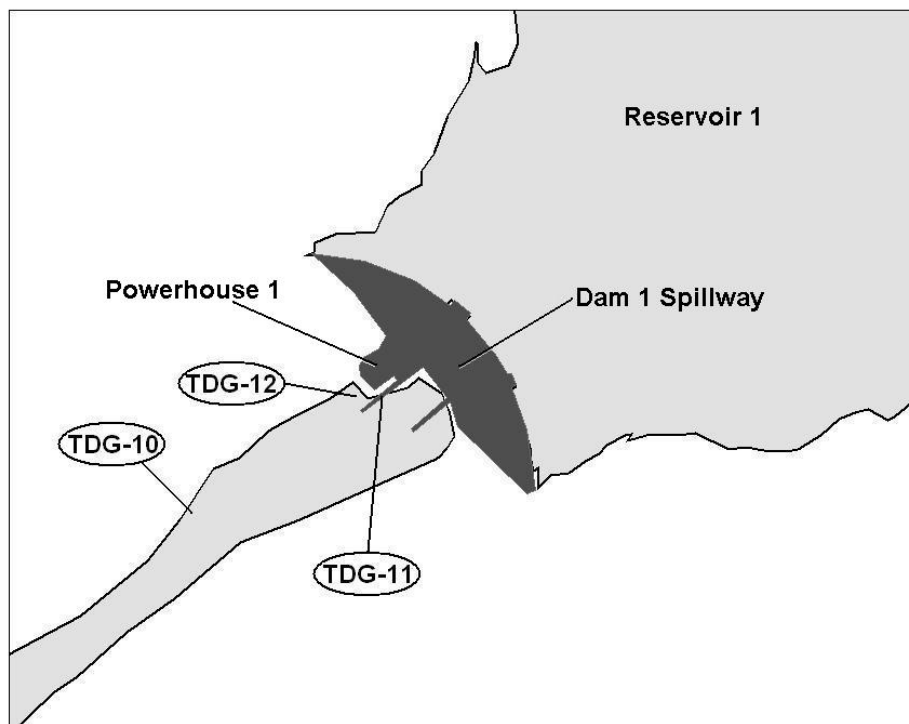 Reservoir 1
Powerhouse 1
Dam 1 Spillway
TDG-12
TDG-10
TDG-11